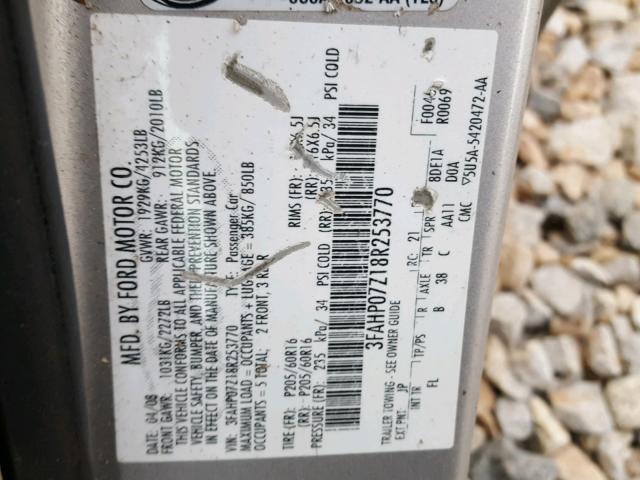 MFD. BY FORD MOTOR CO.
DATE: 04/08 GVWR: 1929KG/4253LB
FRONT GAWR: 1031KG/2272LB REAR GAWR: 912KG/2010LB
THIS VEHICLE CONFORMS TO ALL APPLICABLE FEDERAL MOTOR
VEHICLE SAFETY, BUMPER, AND THEFT PREVENTION STANDARDS
IN EFFECT ON THE DATE OF MANUFACTURE SHOWN ABOVE.
VIN: 3FAHP07Z18R253770 TYPE: Passenger Car
MAXIMUM LOAD = OCCUPANTS + LUGGAGE = 385KG/ 850LB
OCCUPANTS = 5 TOTAL: 2 FRONT, 3 REAR
TIRE (FR): P205/60R16 RIMS (FR): 16X6.5J
(RR): P205/60R16 (RR): 16X6.5J
PRESSURE (FR): 235 kPa/ 34 PSI COLD (RR): 235 kPa/ 34 PSI COLD
3FAHP07Z18R253770
TRAILER TOWING - SEE OWNER GUIDE
EXT PNT: JP RC: 21
F0048
R0069
8DF1A
D0A
INT TR TP/PS R AXLE TR SPR
FL B 38 C AA11
CMC
▽5U5A-5420472-AA